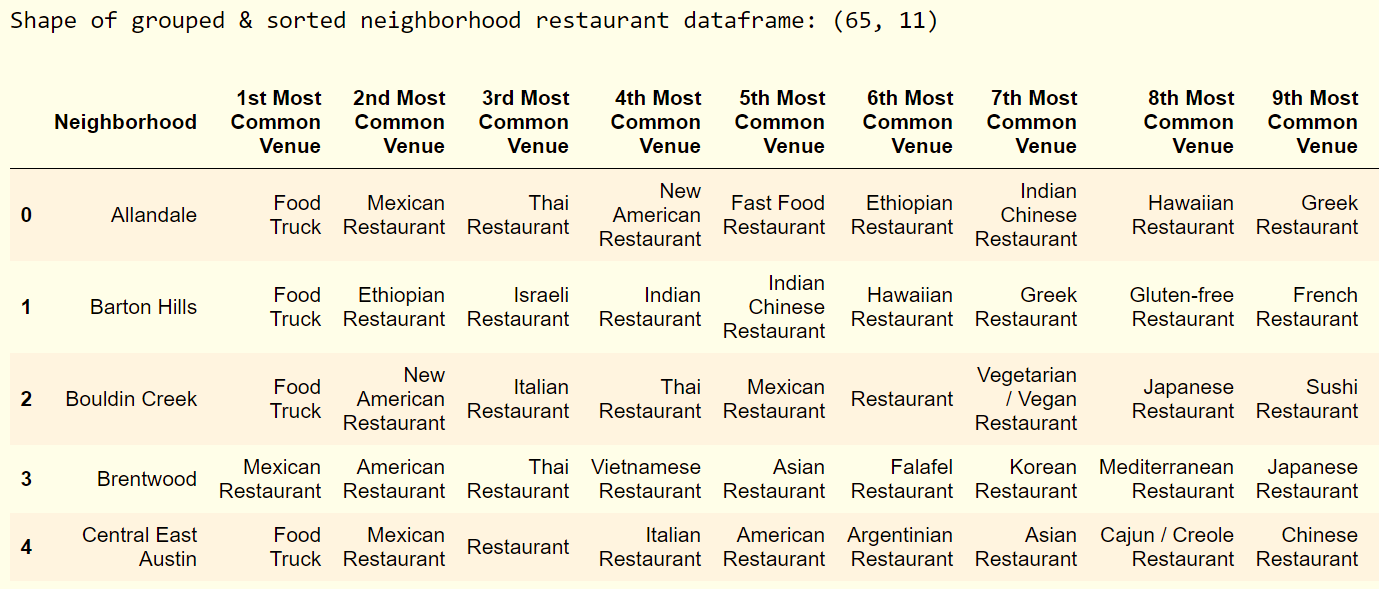 Shape of grouped & sorted neighborhood restaurant dataframe: (65, 11)
Neighborhood 1st Most Common Venue 2nd Most Common Venue 3rd Most Common Venue 4th Most Common Venue 5th Most Common Venue 6th Most Common Venue 7th Most Common Venue 8th Most Common Venue 9th Most Common Venue
0 Allandale Food Truck Mexican Restaurant Thai Restaurant New American Restaurant Fast Food Restaurant Ethiopian Restaurant Indian Chinese Restaurant Hawaiian Restaurant Greek Restaurant
1 Barton Hills Food Truck Ethiopian Restaurant Israeli Restaurant Indian Restaurant Indian Chinese Restaurant Hawaiian Restaurant Greek Restaurant Gluten-free Restaurant French Restaurant
2 Bouldin Creek Food Truck New American Restaurant Italian Restaurant Thai Restaurant Mexican Restaurant Restaurant Vegetarian / Vegan Restaurant Japanese Restaurant Sushi Restaurant
3 Brentwood Mexican Restaurant American Restaurant Thai Restaurant Vietnamese Restaurant Asian Restaurant Falafel Restaurant Korean Restaurant Mediterranean Restaurant Japanese Restaurant
4 Central East Austin Food Truck Mexican Restaurant Restaurant Italian Restaurant American Restaurant Argentinian Restaurant Asian Restaurant Cajun / Creole Restaurant Chinese Restaurant